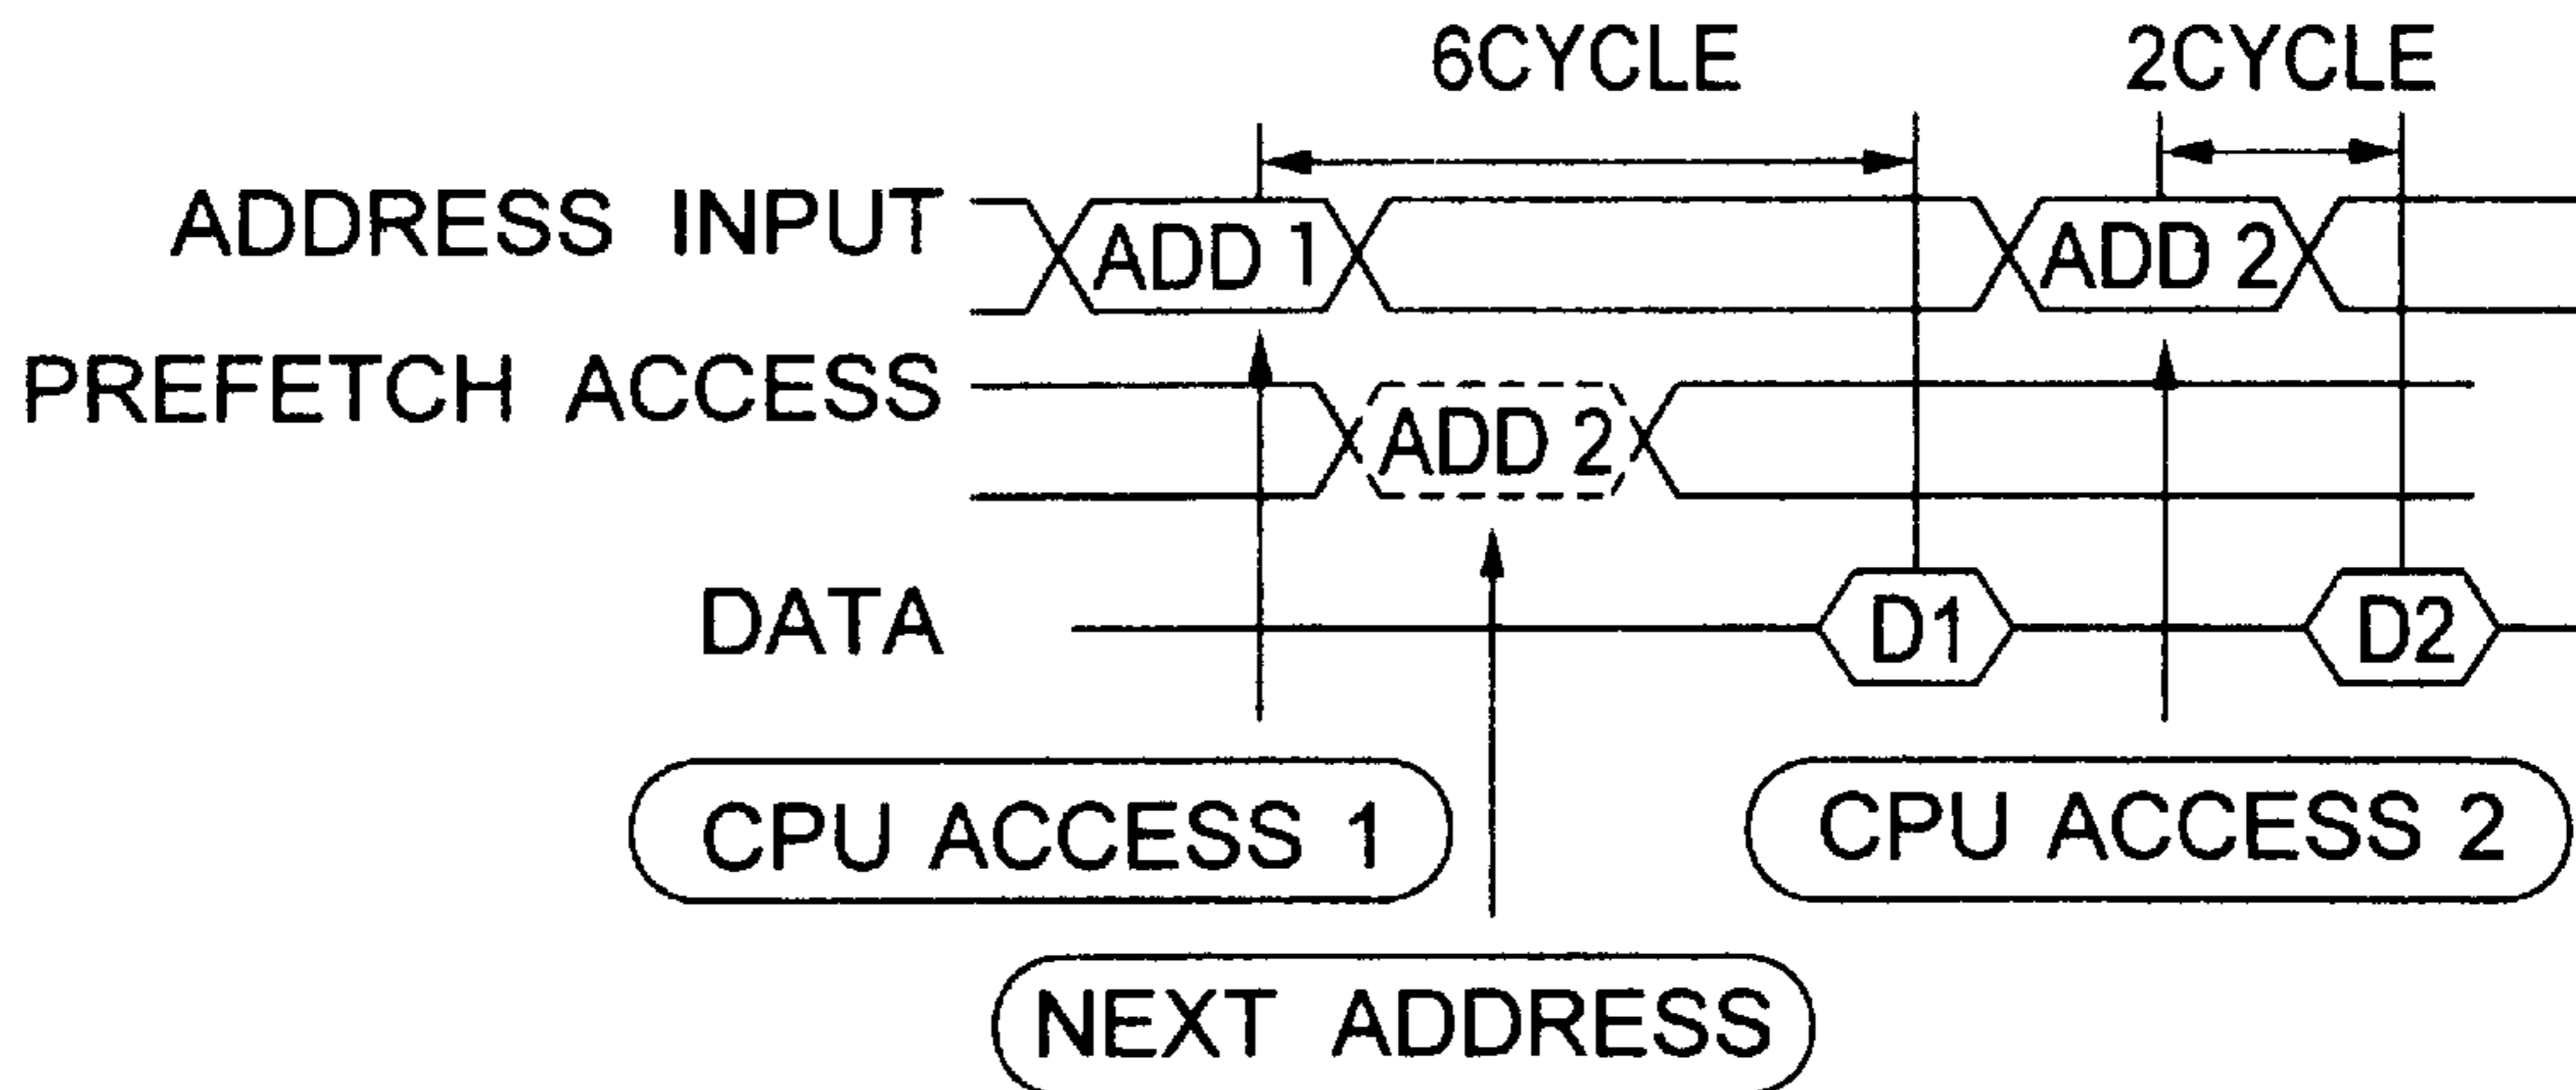 6CYCLE 2CYCLE
ADDRESS INPUT ADD 1 ADD 2
PREFETCH ACCESS ADD 2
DATA D1 D2
CPU ACCESS 1 CPU ACCESS 2
NEXT ADDRESS